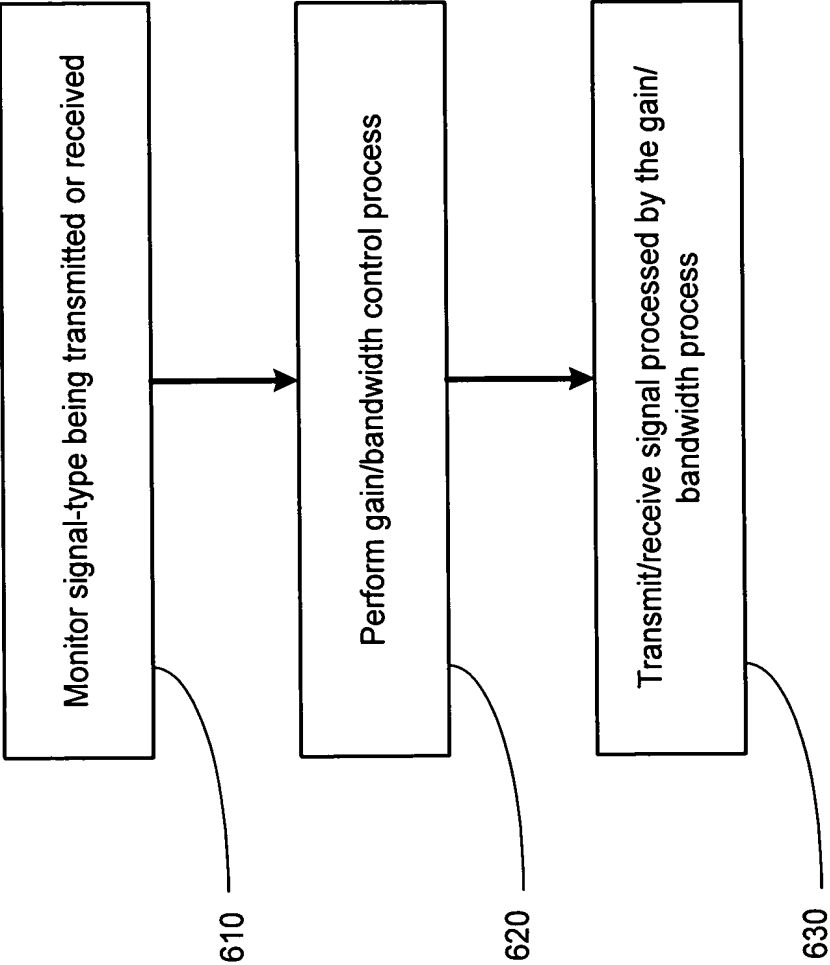 Monitor signal-type being transmitted or received
610
Perform gain/bandwidth control process
620
Transmit/receive signal processed by the gain/
bandwidth process
630